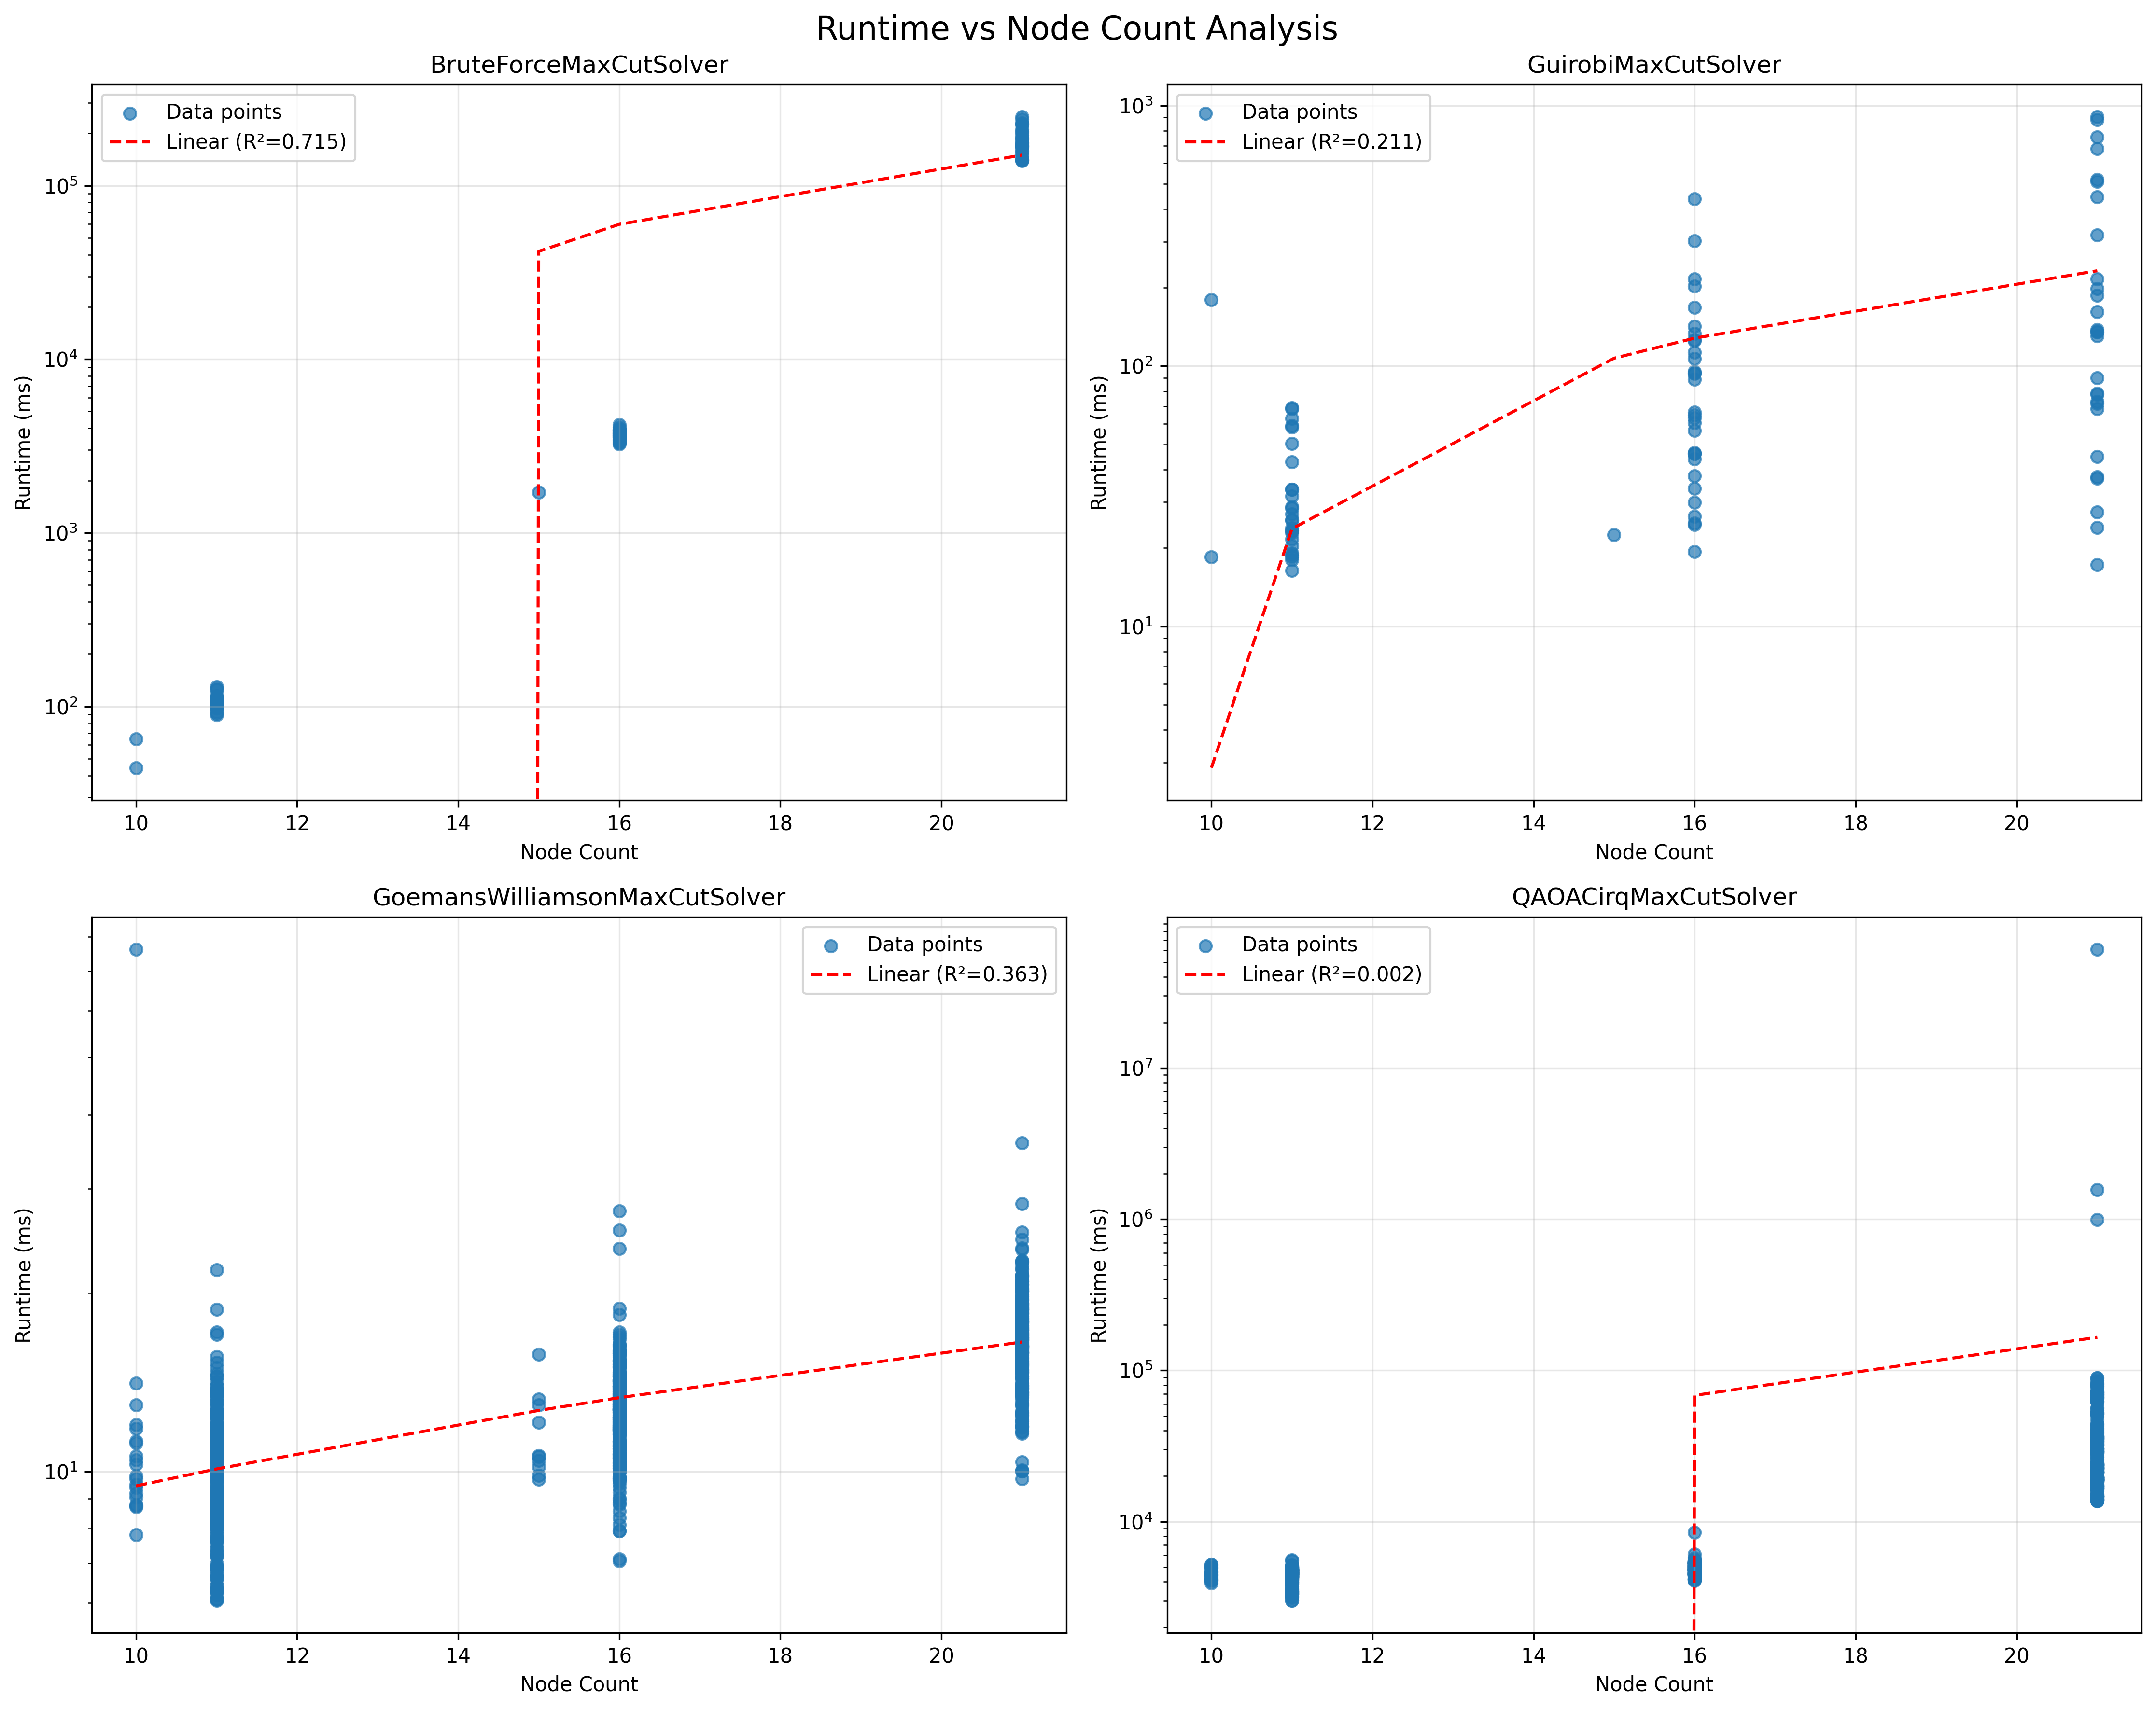 Runtime vs Node Count Analysis
BruteForceMaxCutSolver
Data points
Linear (R²=0.715)
Runtime (ms)
10⁵
10⁴
10³
10²
10 12 14 16 18 20
Node Count
GuirobiMaxCutSolver
Data points
Linear (R²=0.211)
Runtime (ms)
10³
10²
10¹
10 12 14 16 18 20
Node Count
GoemansWilliamsonMaxCutSolver
Data points
Linear (R²=0.363)
Runtime (ms)
10¹
10 12 14 16 18 20
Node Count
QAOACirqMaxCutSolver
Data points
Linear (R²=0.002)
Runtime (ms)
10⁷
10⁶
10⁵
10⁴
10 12 14 16 18 20
Node Count